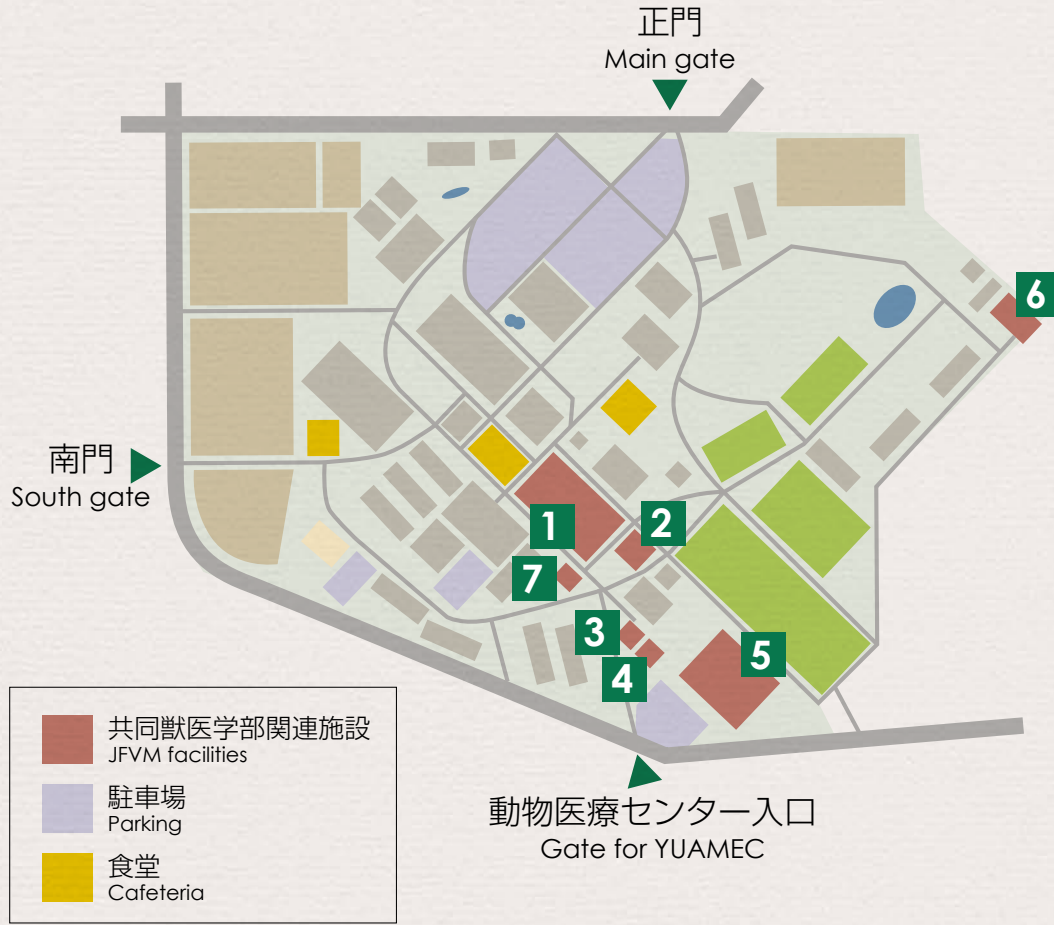 正門
Main gate
6
南門
South gate
1
2
7
3
4
5
共同獣医学部関連施設
JFVM facilities
駐車場
Parking
食堂
Cafeteria
動物医療センター入口
Gate for YUAMEC